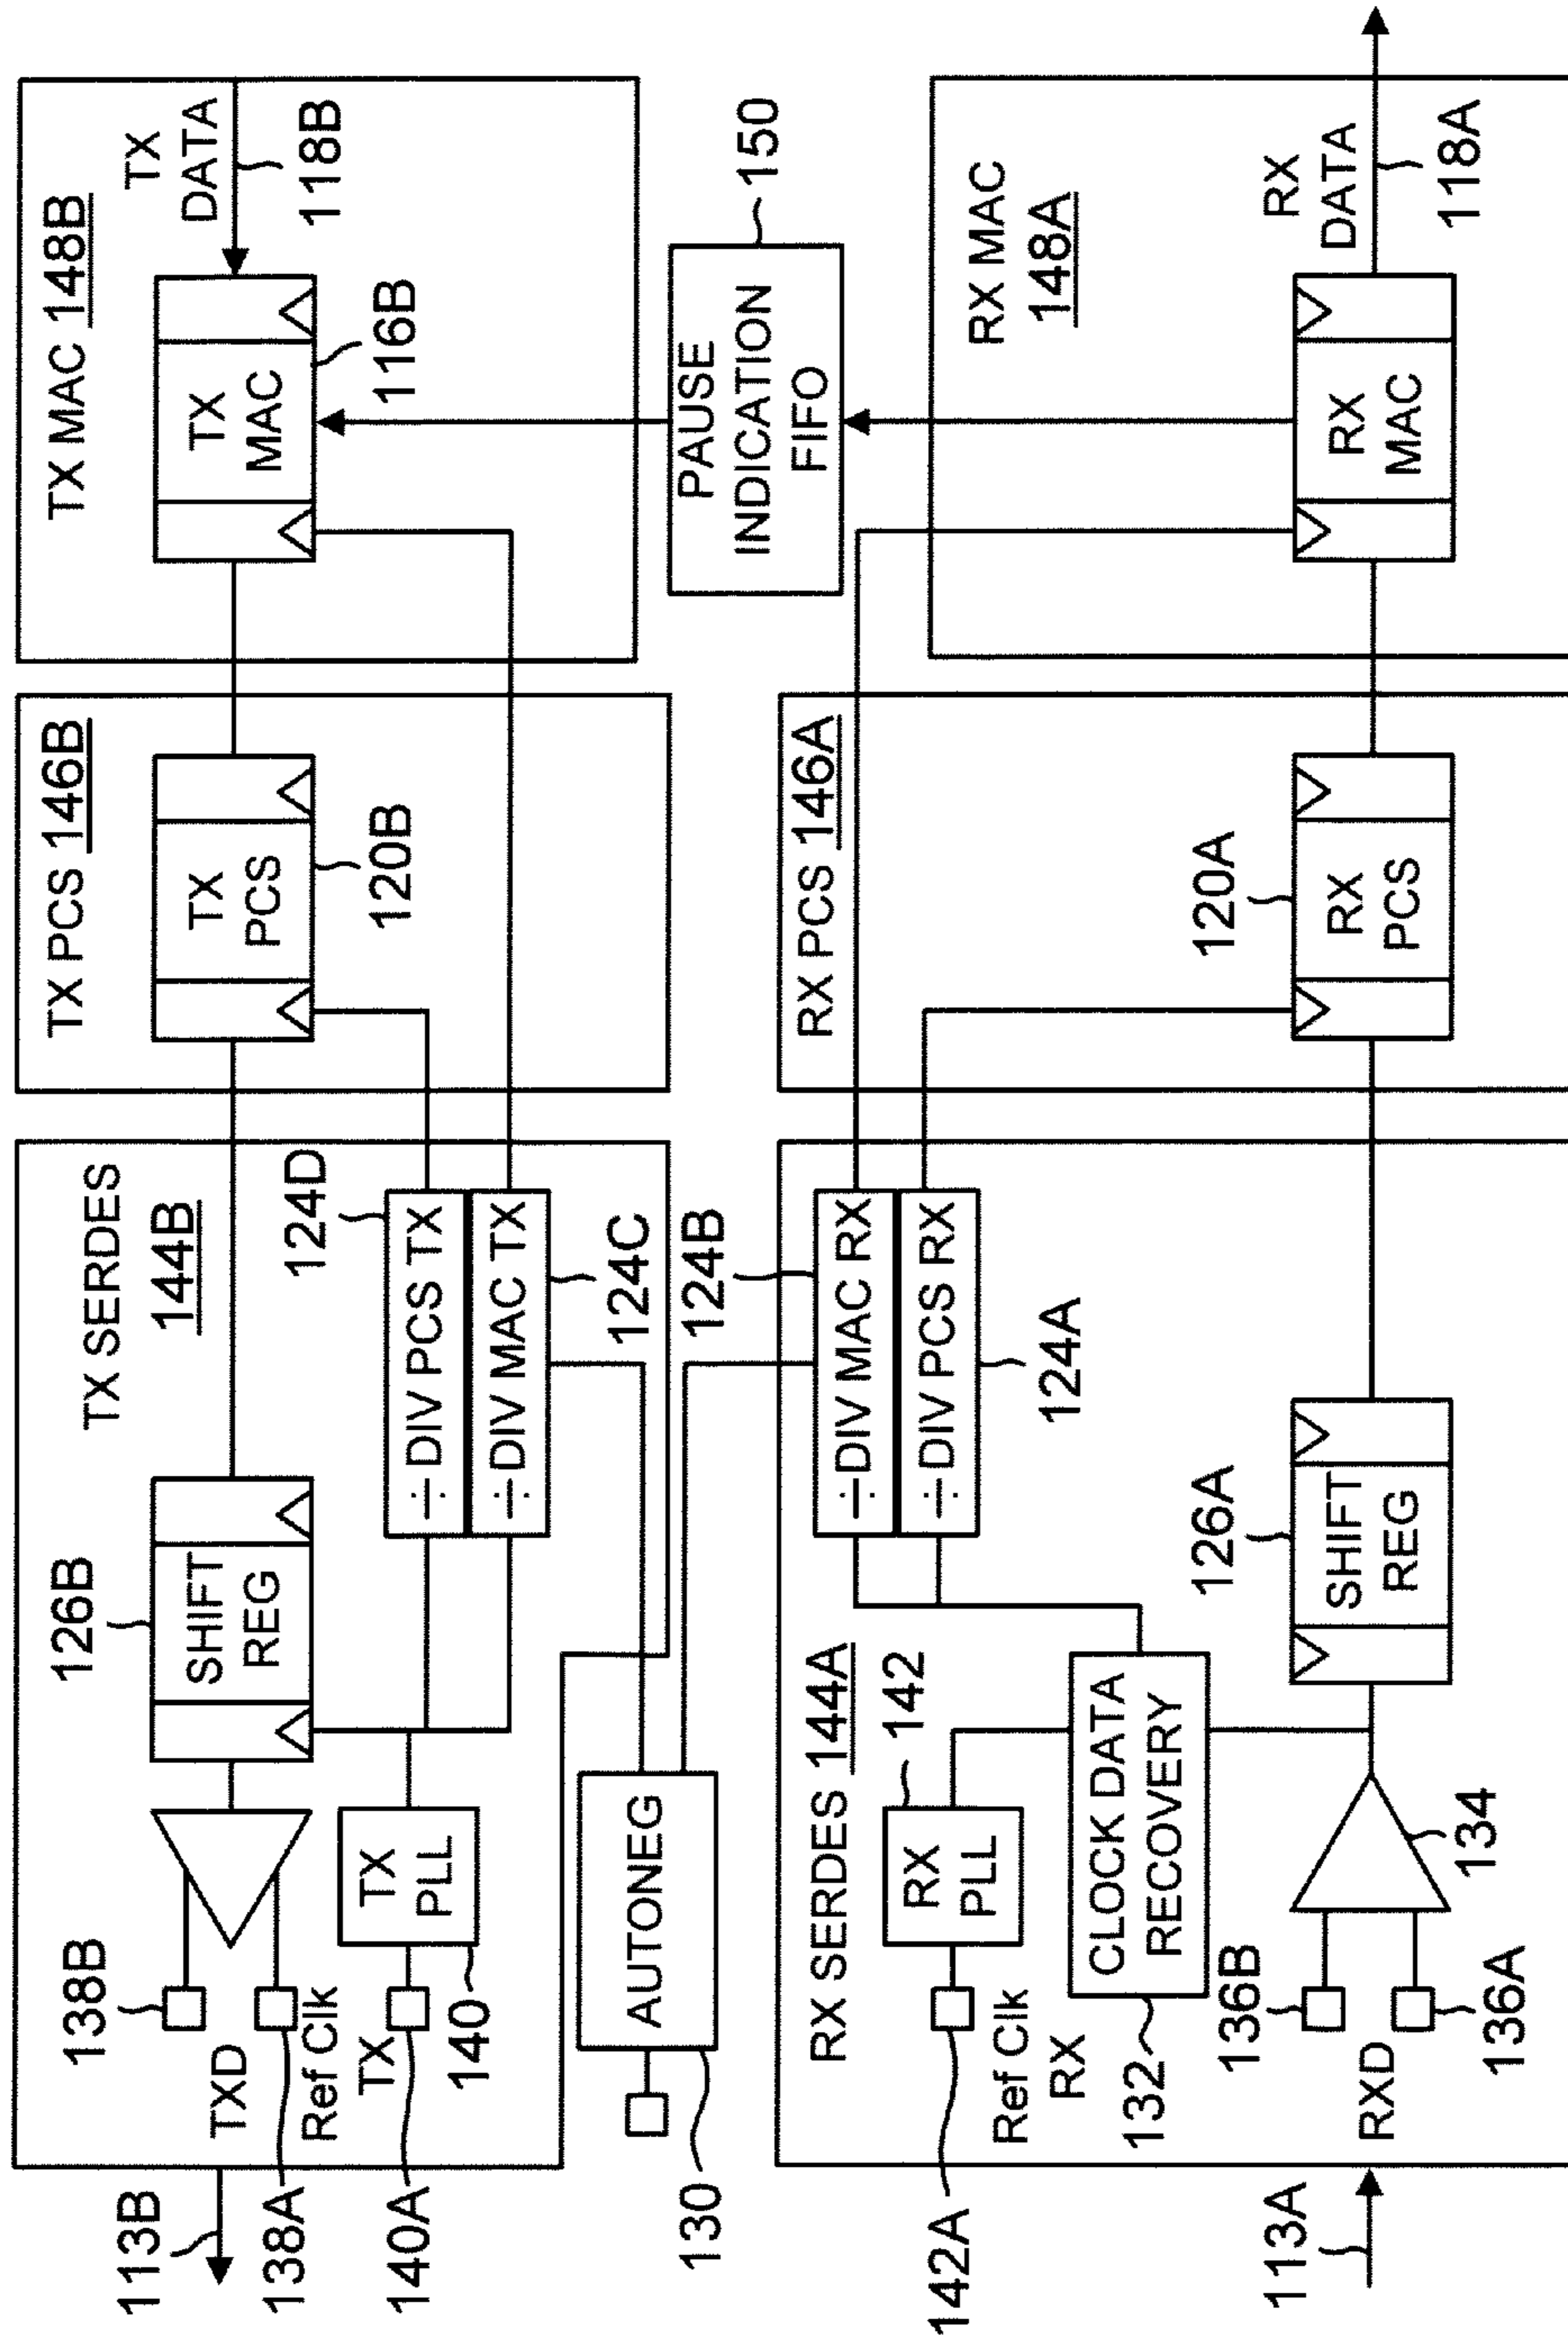 TX SERDES
144B
TX PCS 146B
TX MAC 148B
126B
SHIFT
REG
TX
PCS
120B
TX
MAC
116B
TX
DATA
118B
138B
TXD
113B
138A
Ref Clk
TX
140A
TX
PLL
140
140
124D
÷DIV PCS TX
÷DIV MAC TX
124C
AUTONEG
130
PAUSE
INDICATION
FIFO
150
124B
÷DIV MAC RX
÷DIV PCS RX
124A
RX SERDES 144A
RX PCS 146A
RX MAC
148A
142
RX
PLL
Ref Clk
RX
142A
CLOCK DATA
RECOVERY
132
126A
SHIFT
REG
120A
RX
PCS
RX
MAC
RX
DATA
118A
136B
136A
134
RXD
113A